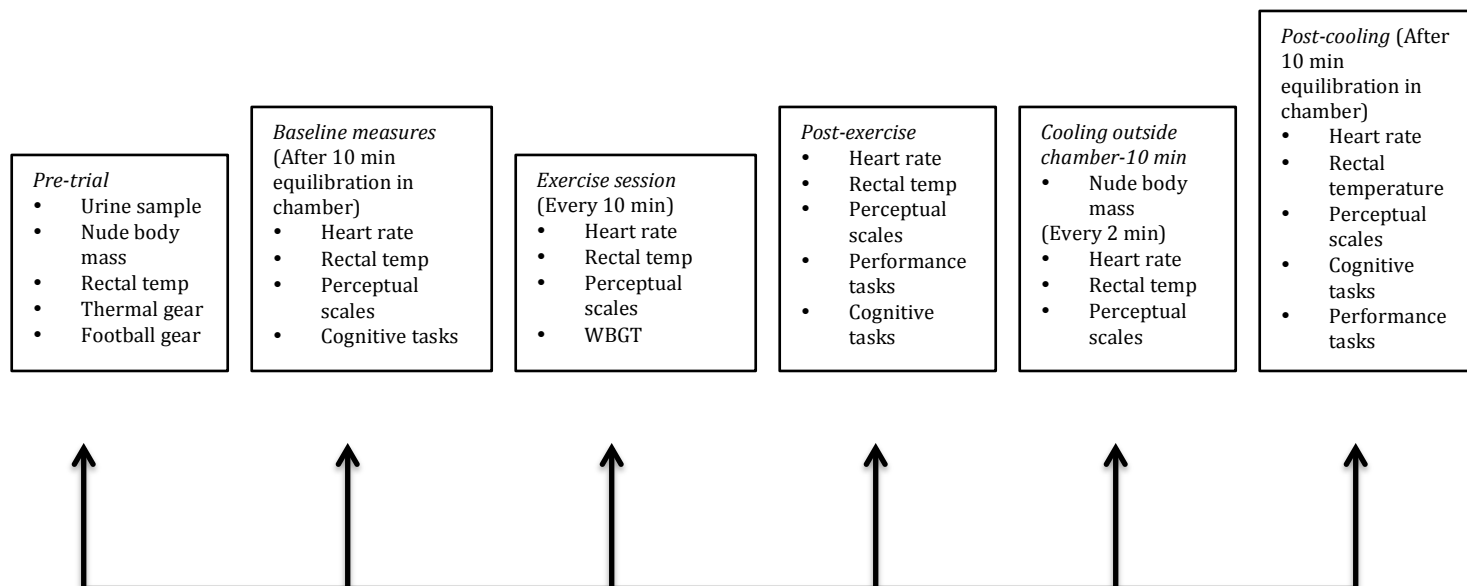 Pre-trial
• Urine sample
• Nude body
mass
• Rectal temp
• Thermal gear
• Football gear
Baseline measures
(After 10 min
equilibration in
chamber)
• Heart rate
• Rectal temp
• Perceptual
scales
• Cognitive tasks
Exercise session
(Every 10 min)
• Heart rate
• Rectal temp
• Perceptual
scales
• WBGT
Post-exercise
• Heart rate
• Rectal temp
• Perceptual
scales
• Performance
tasks
• Cognitive
tasks
Cooling outside
chamber-10 min
• Nude body
mass
(Every 2 min)
• Heart rate
• Rectal temp
• Perceptual
scales
Post-cooling (After
10 min
equilibration in
chamber)
• Heart rate
• Rectal
temperature
• Perceptual
scales
• Cognitive
tasks
• Performance
tasks